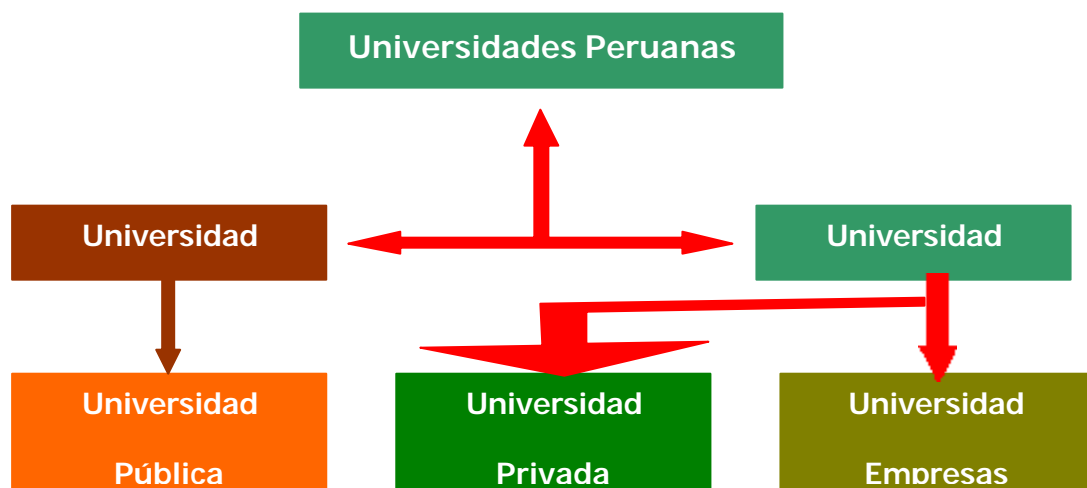 Universidades Peruanas
Universidad
Universidad
Universidad
Pública
Universidad
Privada
Universidad
Empresas